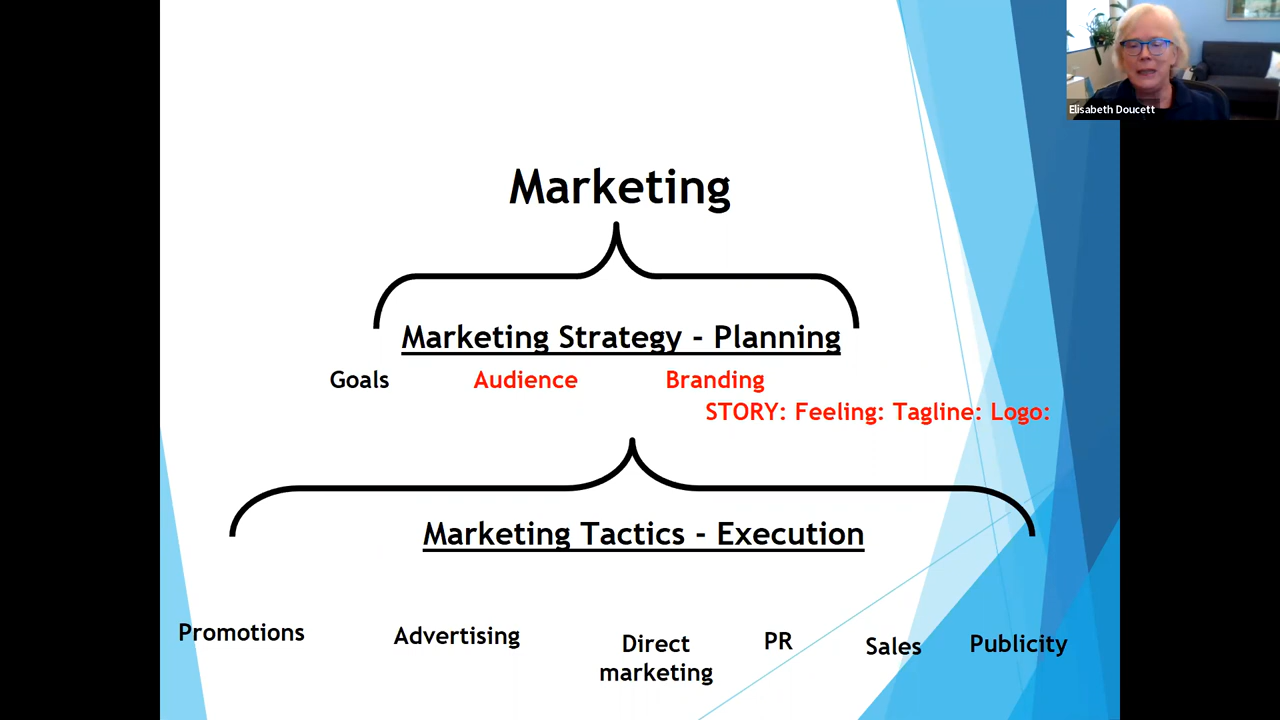 Elisabeth Doucett
Marketing
Marketing Strategy - Planning
Goals Audience Branding
STORY: Feeling: Tagline: Logo:
Marketing Tactics - Execution
Promotions Advertising Direct marketing PR Sales Publicity